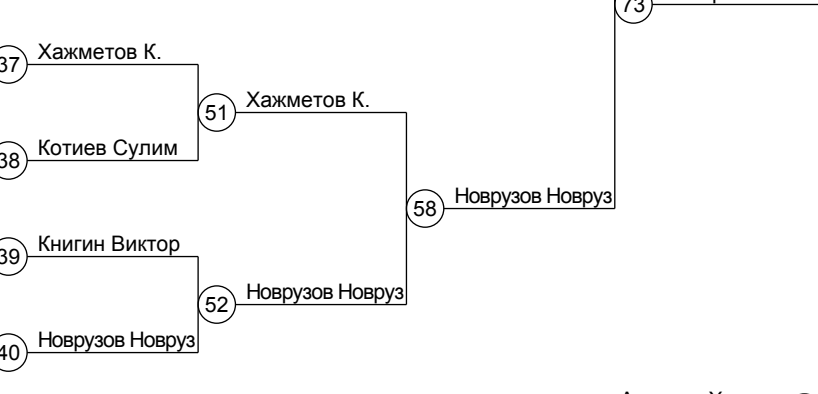 73
37 Хажметов К.
51 Хажметов К.
38 Котиев Сулим
58 Новрузов Новруз
39 Книгин Виктор
52 Новрузов Новруз
40 Новрузов Новруз